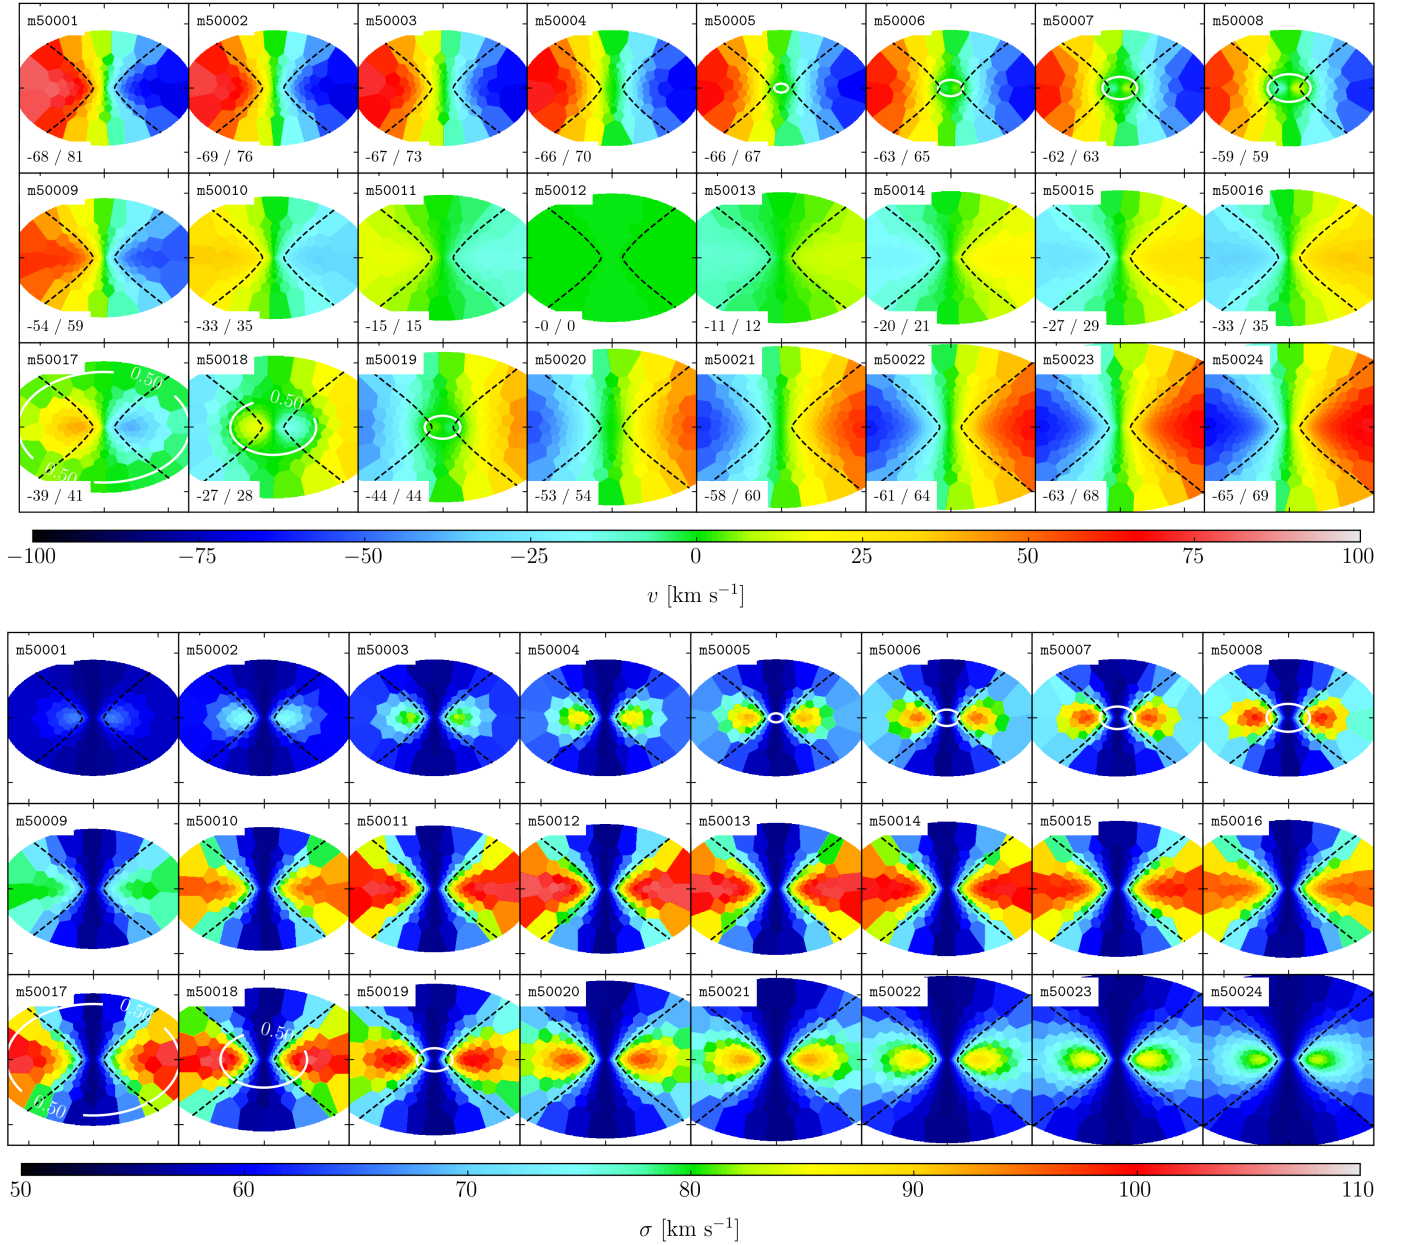 m50001 m50002 m50003 m50004 m50005 m50006 m50007 m50008
-68 / 81 -69 / 76 -67 / 73 -66 / 70 -66 / 67 -63 / 65 -62 / 63 -59 / 59
m50009 m50010 m50011 m50012 m50013 m50014 m50015 m50016
-54 / 59 -33 / 35 -15 / 15 -0 / 0 -11 / 12 -20 / 21 -27 / 29 -33 / 35
m50017 m50018 m50019 m50020 m50021 m50022 m50023 m50024
0.50 0.50
0.50
-39 / 41 -27 / 28 -44 / 44 -53 / 54 -58 / 60 -61 / 64 -63 / 68 -65 / 69
−100 −75 −50 −25 0 25 50 75 100
v [km s⁻¹]
m50001 m50002 m50003 m50004 m50005 m50006 m50007 m50008
m50009 m50010 m50011 m50012 m50013 m50014 m50015 m50016
m50017 m50018 m50019 m50020 m50021 m50022 m50023 m50024
0.50 0.50
0.50
50 60 70 80 90 100 110
σ [km s⁻¹]